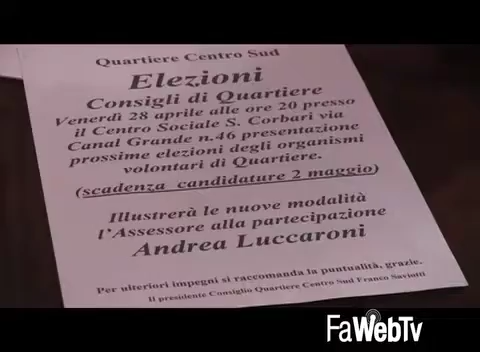 Quartiere Centro Sud
Elezioni
Consigli di Quartiere
Venerdì 28 aprile alle ore 20 presso
il Centro Sociale S. Corbari via
Canal Grande n.46 presentazione
prossime elezioni degli organismi
volontari di Quartiere.
(scadenza candidature 2 maggio)
Illustrerà le nuove modalità
l'Assessore alla partecipazione
Andrea Luccaroni
Per ulteriori impegni si raccomanda la puntualità, grazie.
Il presidente Consiglio Quartiere Centro Sud Franco Saviotti
FaWebTv